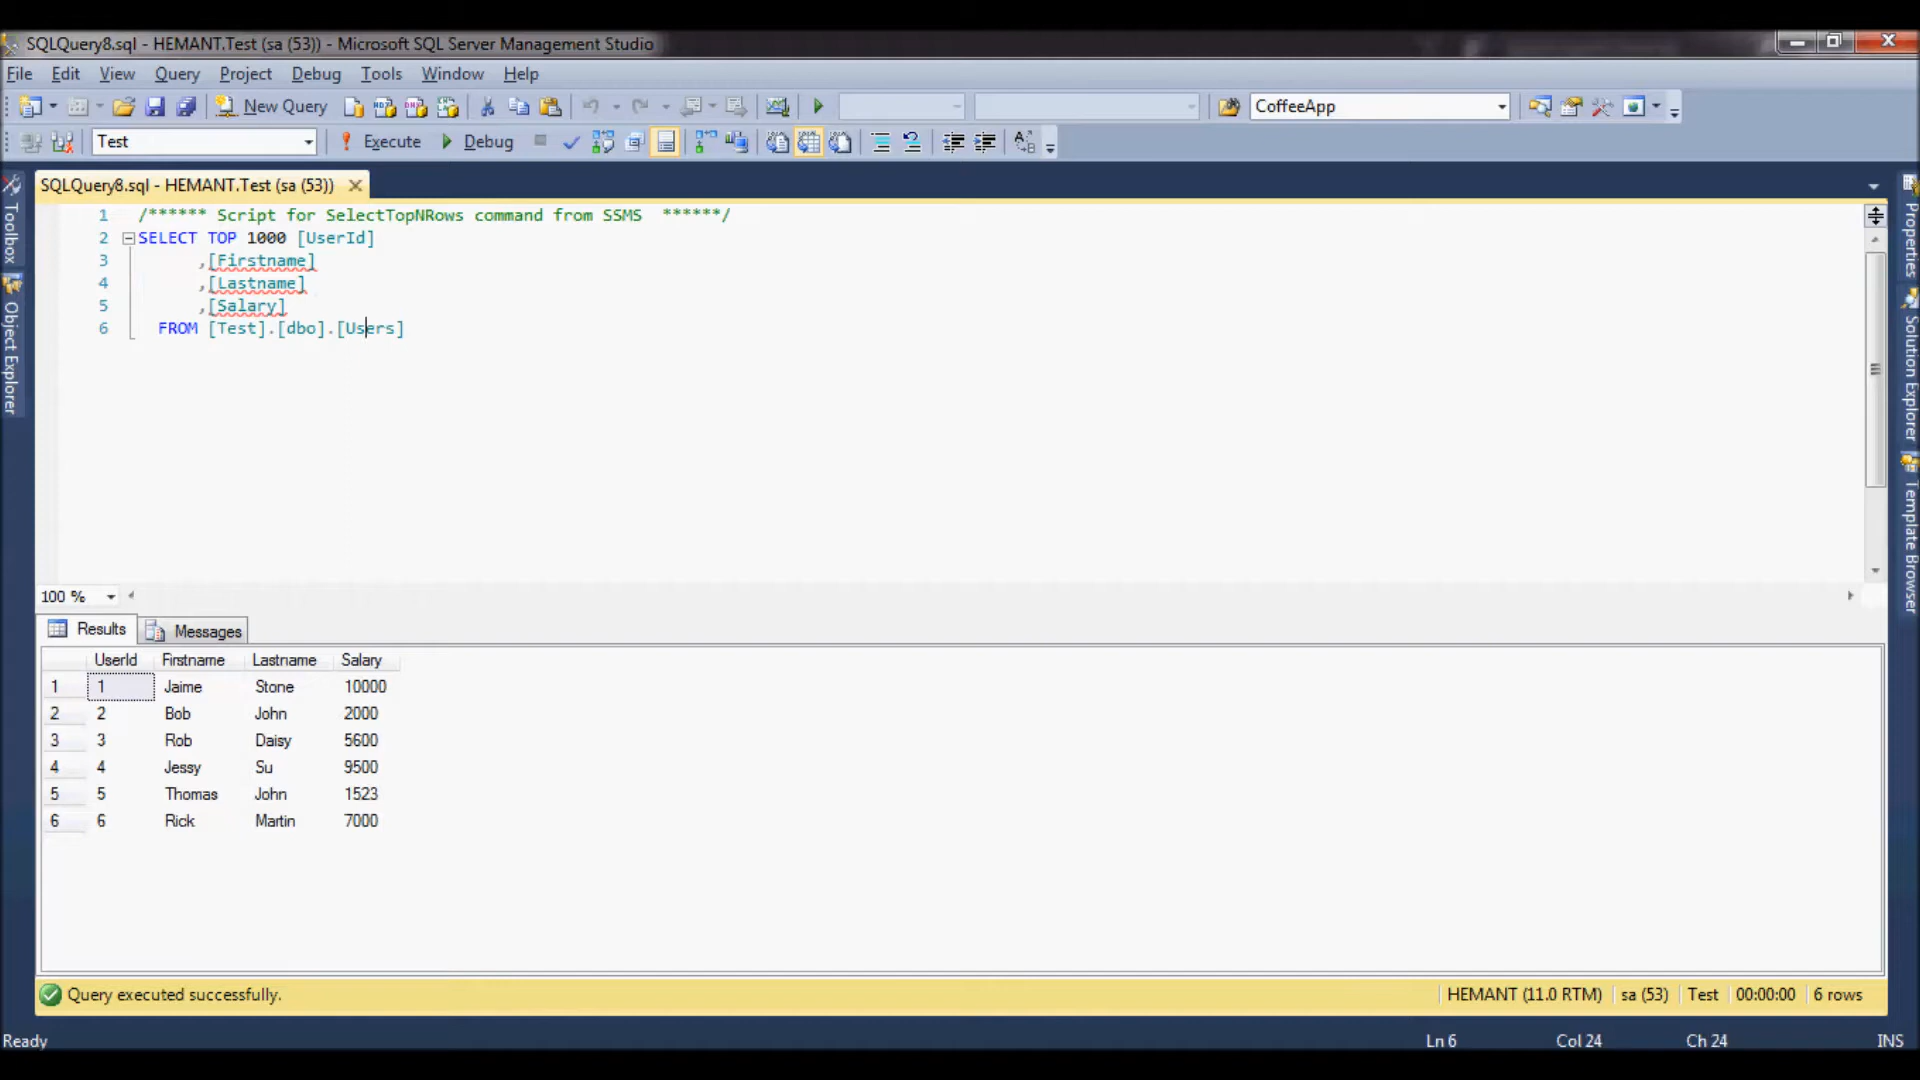 SQLQuery8.sql - HEMANT.Test (sa (53)) - Microsoft SQL Server Management Studio
File Edit View Query Project Debug Tools Window Help
New Query CoffeeApp
Test Execute Debug
SQLQuery8.sql - HEMANT.Test (sa (53))
Toolbox
Object Explorer
Properties
Solution Explorer
Template Browser
1 /****** Script for SelectTopNRows command from SSMS ******/
2 SELECT TOP 1000 [UserId]
3 ,[Firstname]
4 ,[Lastname]
5 ,[Salary]
6 FROM [Test].[dbo].[Users]
100 %
Results Messages
UserId Firstname Lastname Salary
1 1 Jaime Stone 10000
2 2 Bob John 2000
3 3 Rob Daisy 5600
4 4 Jessy Su 9500
5 5 Thomas John 1523
6 6 Rick Martin 7000
Query executed successfully. HEMANT (11.0 RTM) sa (53) Test 00:00:00 6 rows
Ready Ln 6 Col 24 Ch 24 INS